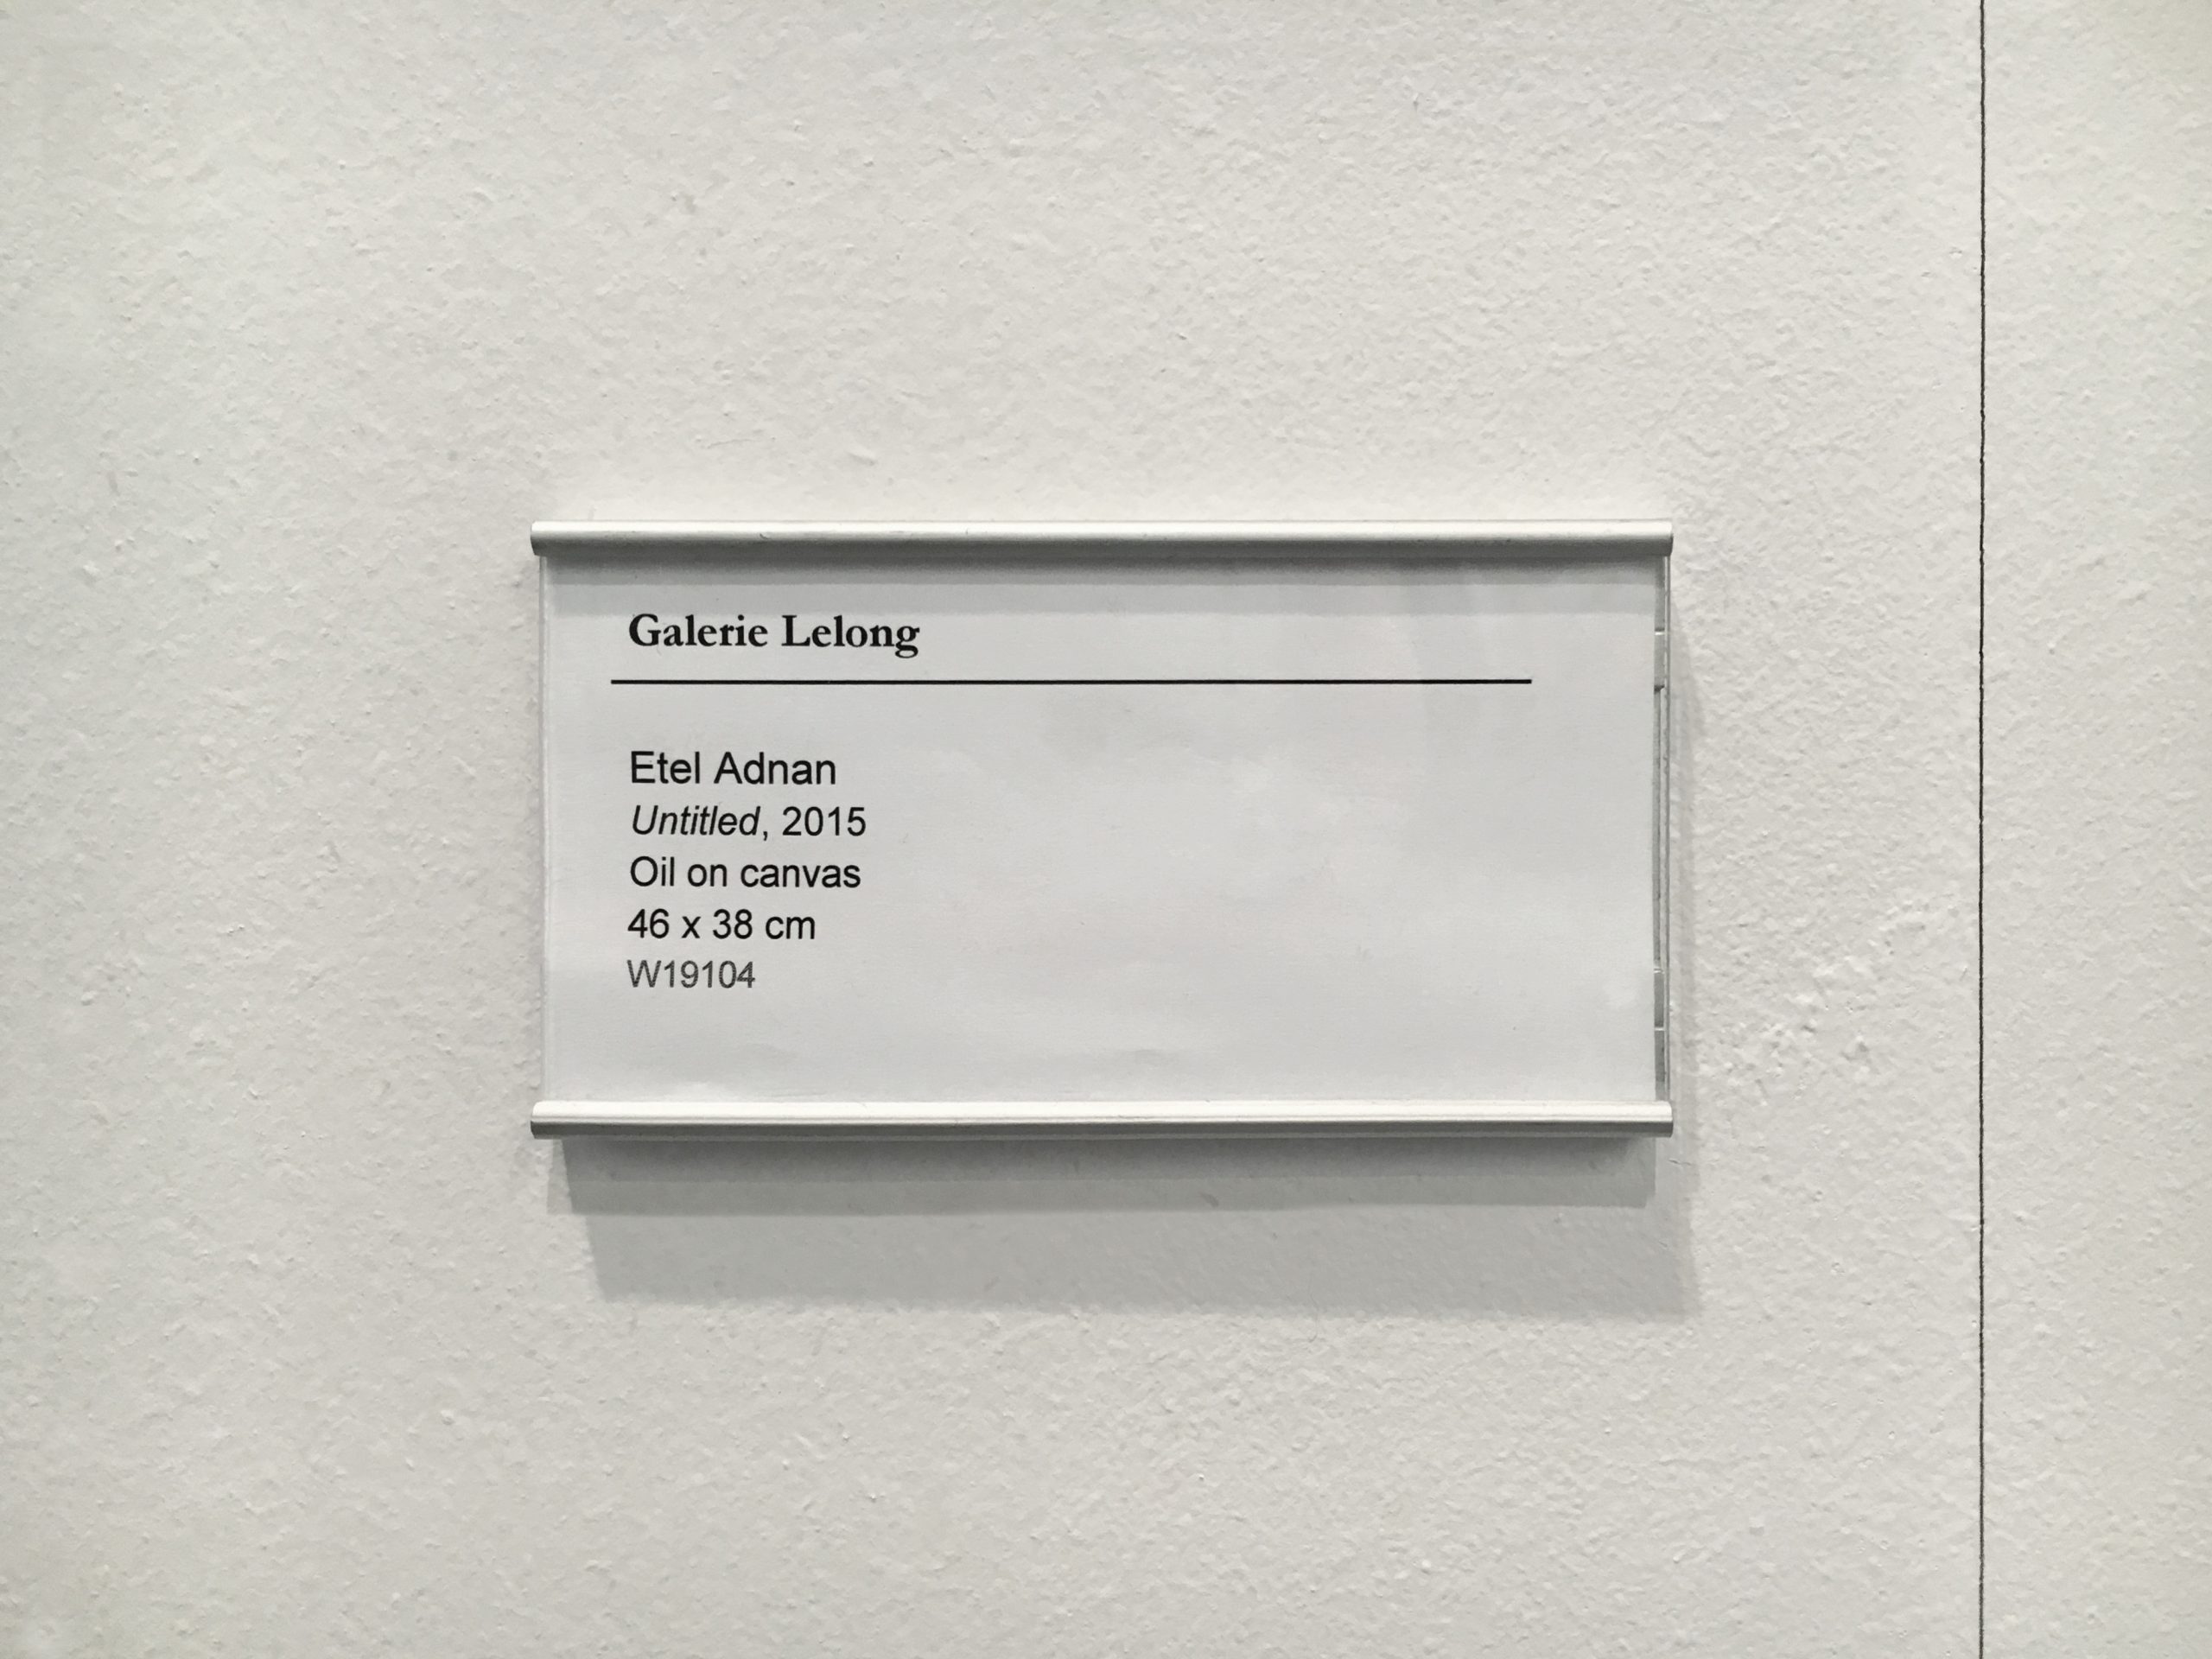 Galerie Lelong
Etel Adnan
Untitled, 2015
Oil on canvas
46 x 38 cm
W19104